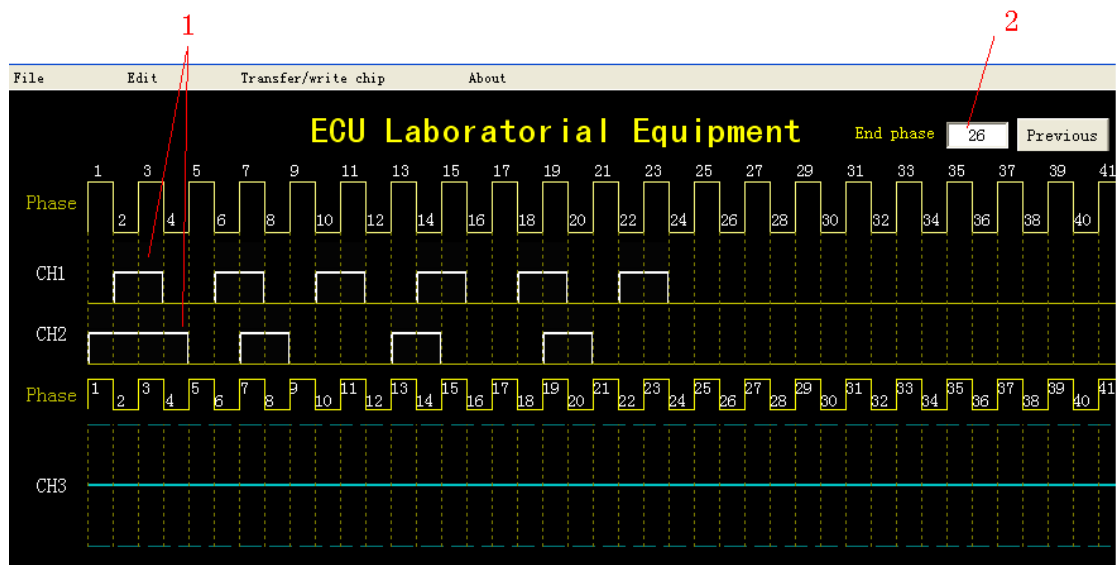 1 2
File Edit Transfer/write chip About
ECU Laboratorial Equipment End phase 26 Previous
1 3 5 7 9 11 13 15 17 19 21 23 25 27 29 31 33 35 37 39 41
Phase
2 4 6 8 10 12 14 16 18 20 22 24 26 28 30 32 34 36 38 40
CH1
CH2
Phase 1 2 3 4 5 6 7 8 9 10 11 12 13 14 15 16 17 18 19 20 21 22 23 24 25 26 27 28 29 30 31 32 33 34 35 36 37 38 39 40 41
CH3